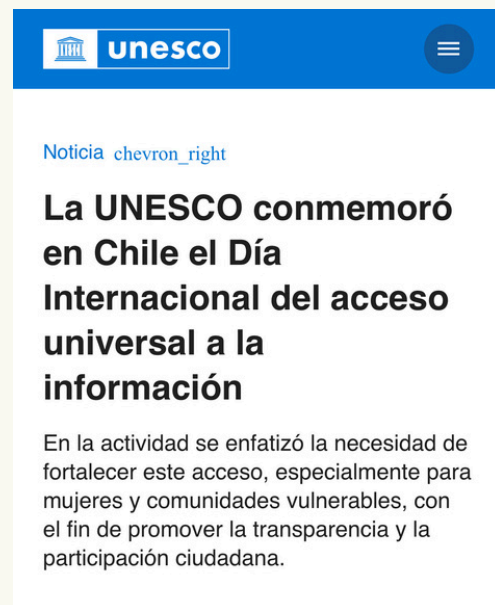 unesco
Noticia chevron_right
La UNESCO conmemoró
en Chile el Día
Internacional del acceso
universal a la
información
En la actividad se enfatizó la necesidad de
fortalecer este acceso, especialmente para
mujeres y comunidades vulnerables, con
el fin de promover la transparencia y la
participación ciudadana.